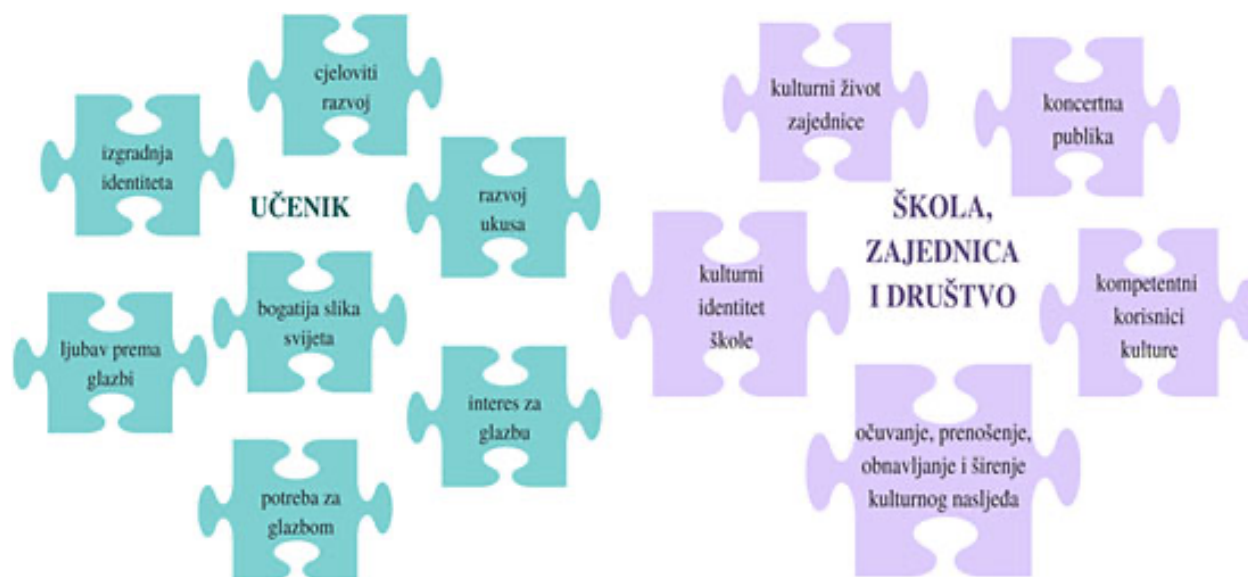 cjeloviti
razvoj
izgradnja
identiteta
UČENIK
razvoj
ukusa
bogatija slika
svijeta
ljubav prema
glazbi
interes za
glazbu
potreba za
glazbom
kulturni život
zajednice
koncertna
publika
ŠKOLA,
ZAJEDNICA
I DRUŠTVO
kulturni
identitet
škole
kompetentni
korisnici
kulture
očuvanje, prenošenje,
obnavljanje i širenje
kulturnog nasljeđa